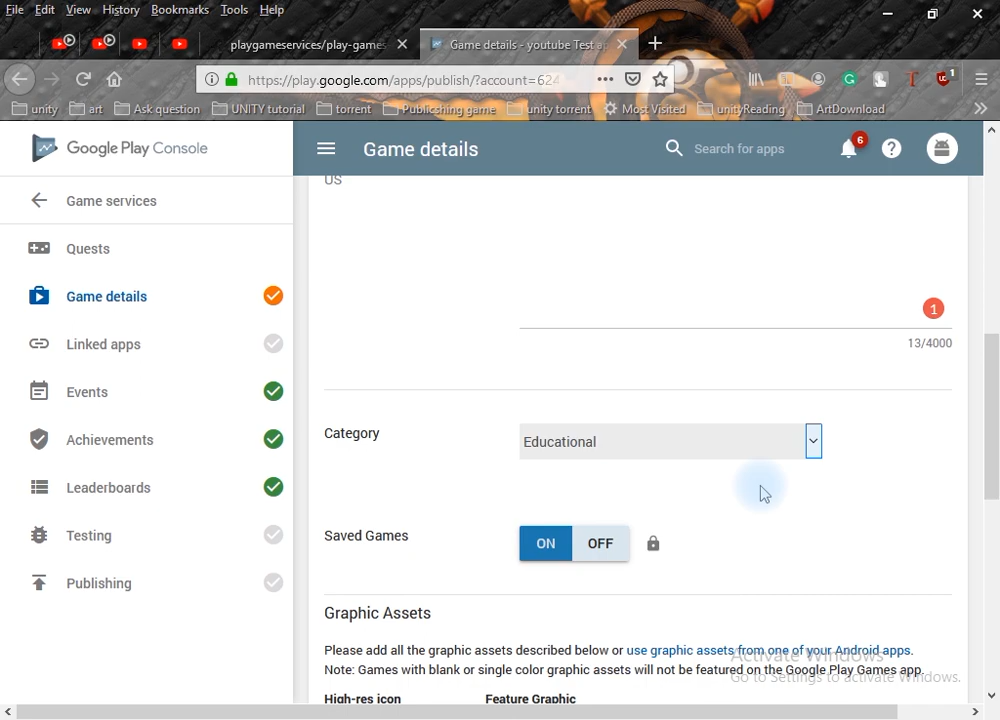 File Edit View History Bookmarks Tools Help
playgameservices/play-games
Game details - youtube Test ap
https://play.google.com/apps/publish/?account=624
unity art Ask question UNITY tutorial torrent Publicshing game unity torrent Most Visited unityReading ArtDownload
Google Play Console
Game details
Search for apps
6
Game services
Quests
Game details
Linked apps
Events
Achievements
Leaderboards
Testing
Publishing
US
1
13/4000
Category
Educational
Saved Games
ON OFF
Graphic Assets
Please add all the graphic assets described below or use graphic assets from one of your Android apps.
Note: Games with blank or single color graphic assets will not be featured on the Google Play Games app.
High-res icon Feature Graphic
Activate Windows
Go to Settings to activate Windows.